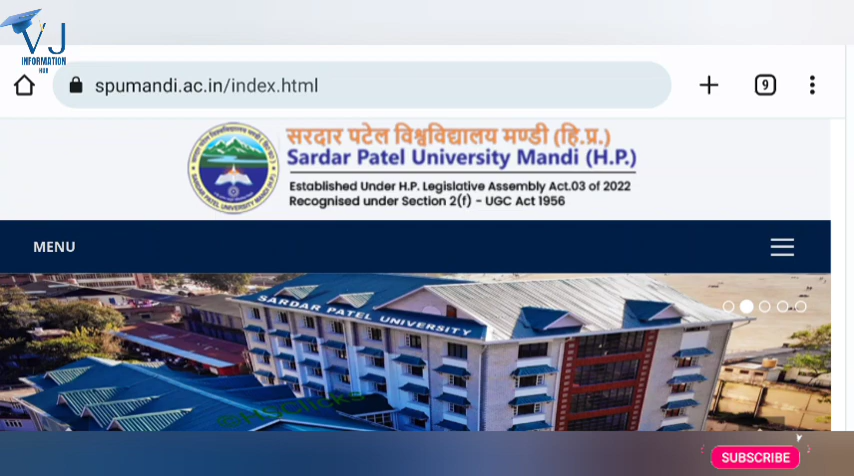 VJ
INFORMATION
HUB
spumandi.ac.in/index.html
9
सरदार पटेल विश्वविद्यालय मण्डी (हि.प्र.)
Sardar Patel University Mandi (H.P.)
Established Under H.P. Legislative Assembly Act.03 of 2022
Recognised under Section 2(f) - UGC Act 1956
MENU
SARDAR PATEL UNIVERSITY
SUBSCRIBE